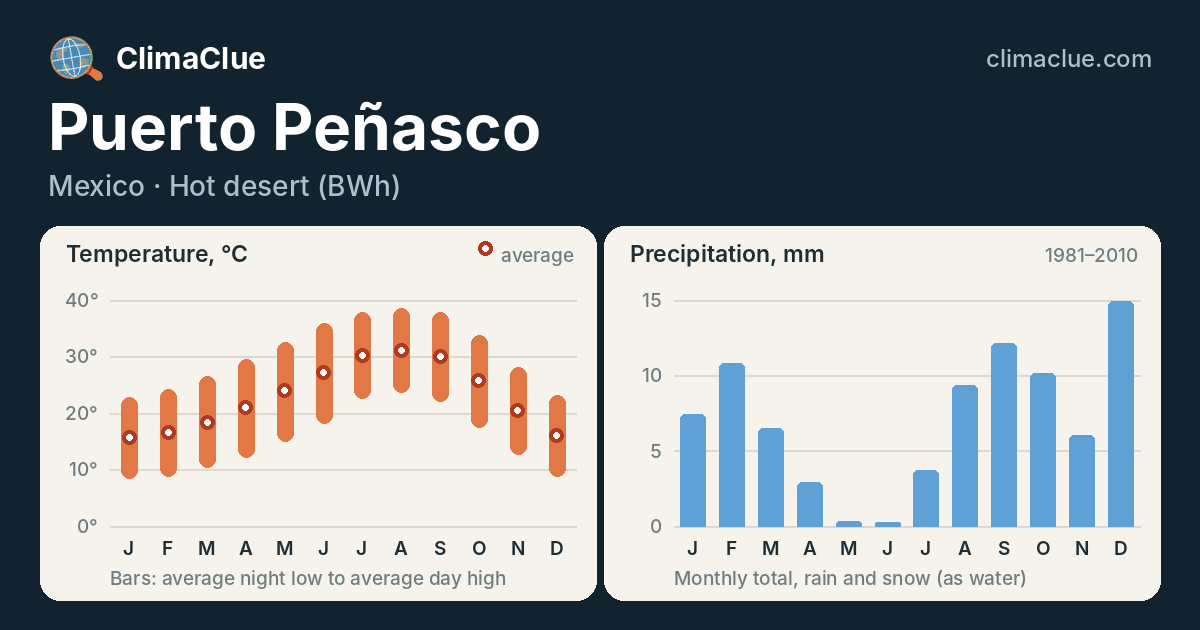 ClimaClue
climaclue.com
Puerto Peñasco
Mexico · Hot desert (BWh)
Temperature, °C
average
40°
30°
20°
10°
0°
J F M A M J J A S O N D
Bars: average night low to average day high
Precipitation, mm
1981–2010
15
10
5
0
J F M A M J J A S O N D
Monthly total, rain and snow (as water)